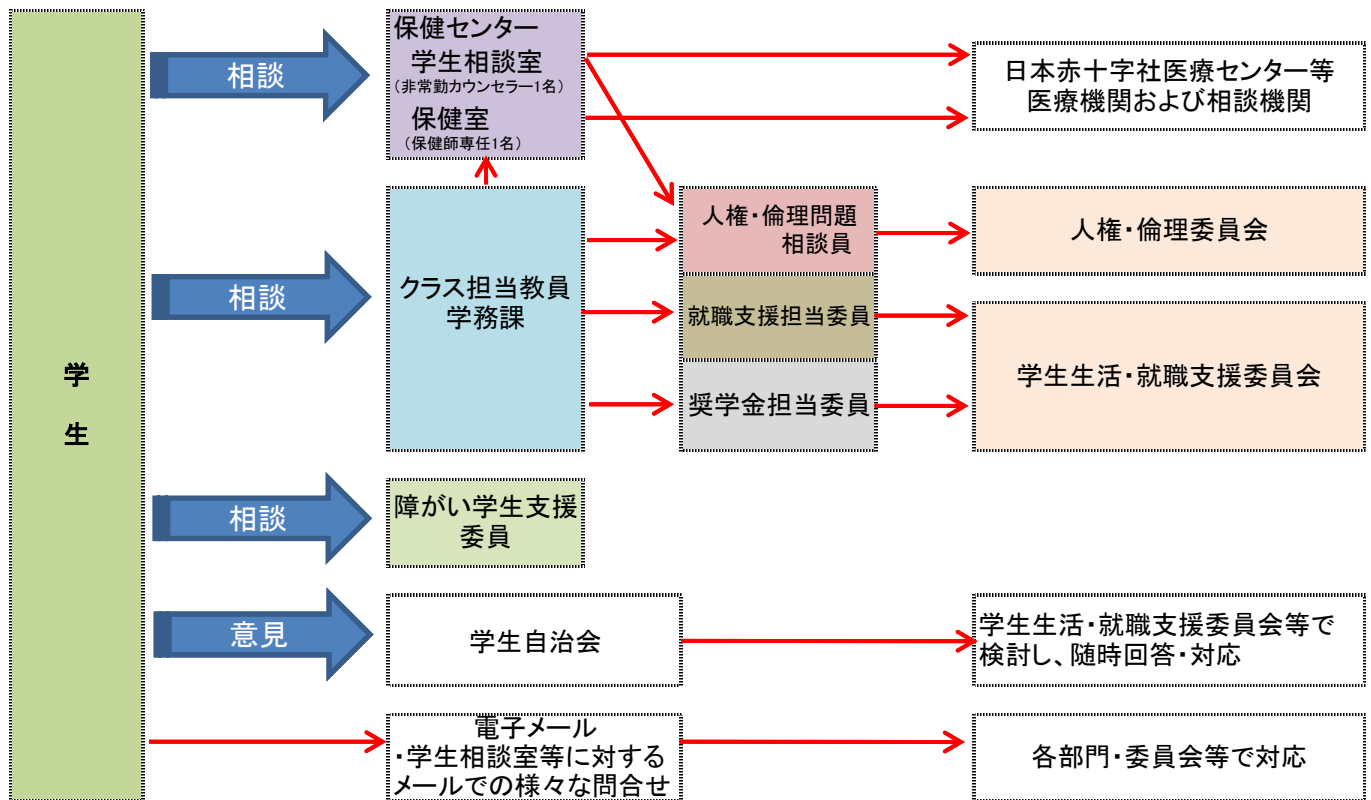 学
生
相談
保健センター
学生相談室
(非常勤カウンセラー1名)
保健室
(保健師専任1名)
日本赤十字社医療センター等
医療機関および相談機関
相談
クラス担当教員
学務課
人権・倫理問題
相談員
就職支援担当委員
奨学金担当委員
人権・倫理委員会
学生生活・就職支援委員会
相談
障がい学生支援
委員
意見
学生自治会
学生生活・就職支援委員会等で
検討し、随時回答・対応
電子メール
・学生相談室等に対する
メールでの様々な問合せ
各部門・委員会等で対応